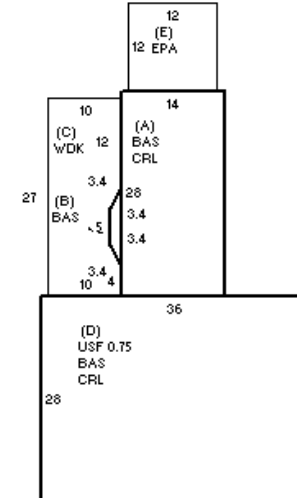 12
(E)
12 EPA
10
14
(A)
BAS
CRL
(C)
WDK
12
3.4
28
27
(B)
BAS
3.4
5
3.4
3.4
10
4
36
(D)
USF 0.75
BAS
CRL
28